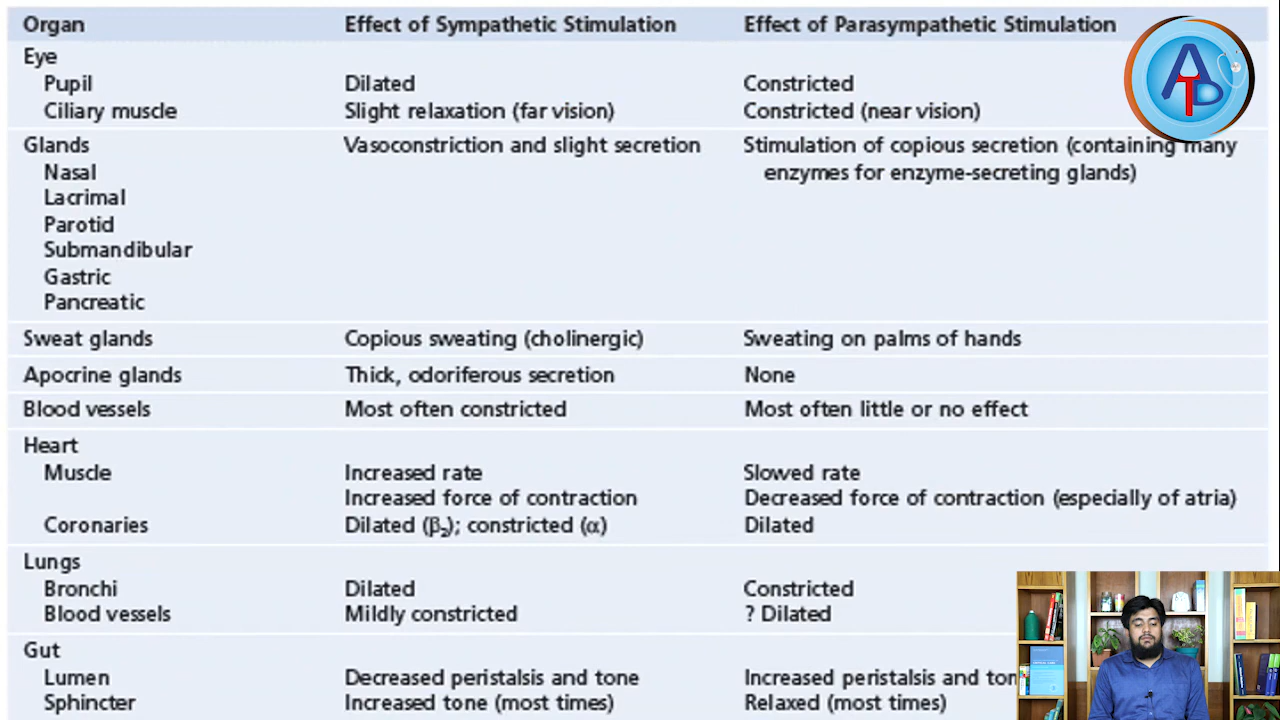 Organ Effect of Sympathetic Stimulation Effect of Parasympathetic Stimulation
Eye
Pupil Dilated Constricted
Ciliary muscle Slight relaxation (far vision) Constricted (near vision)
Glands Vasoconstriction and slight secretion Stimulation of copious secretion (containing many
Nasal enzymes for enzyme-secreting glands)
Lacrimal
Parotid
Submandibular
Gastric
Pancreatic
Sweat glands Copious sweating (cholinergic) Sweating on palms of hands
Apocrine glands Thick, odoriferous secretion None
Blood vessels Most often constricted Most often little or no effect
Heart
Muscle Increased rate Slowed rate
Increased force of contraction Decreased force of contraction (especially of atria)
Coronaries Dilated (β₂); constricted (α) Dilated
Lungs
Bronchi Dilated Constricted
Blood vessels Mildly constricted ? Dilated
Gut
Lumen Decreased peristalsis and tone Increased peristalsis and ton
Sphincter Increased tone (most times) Relaxed (most times)
ATD